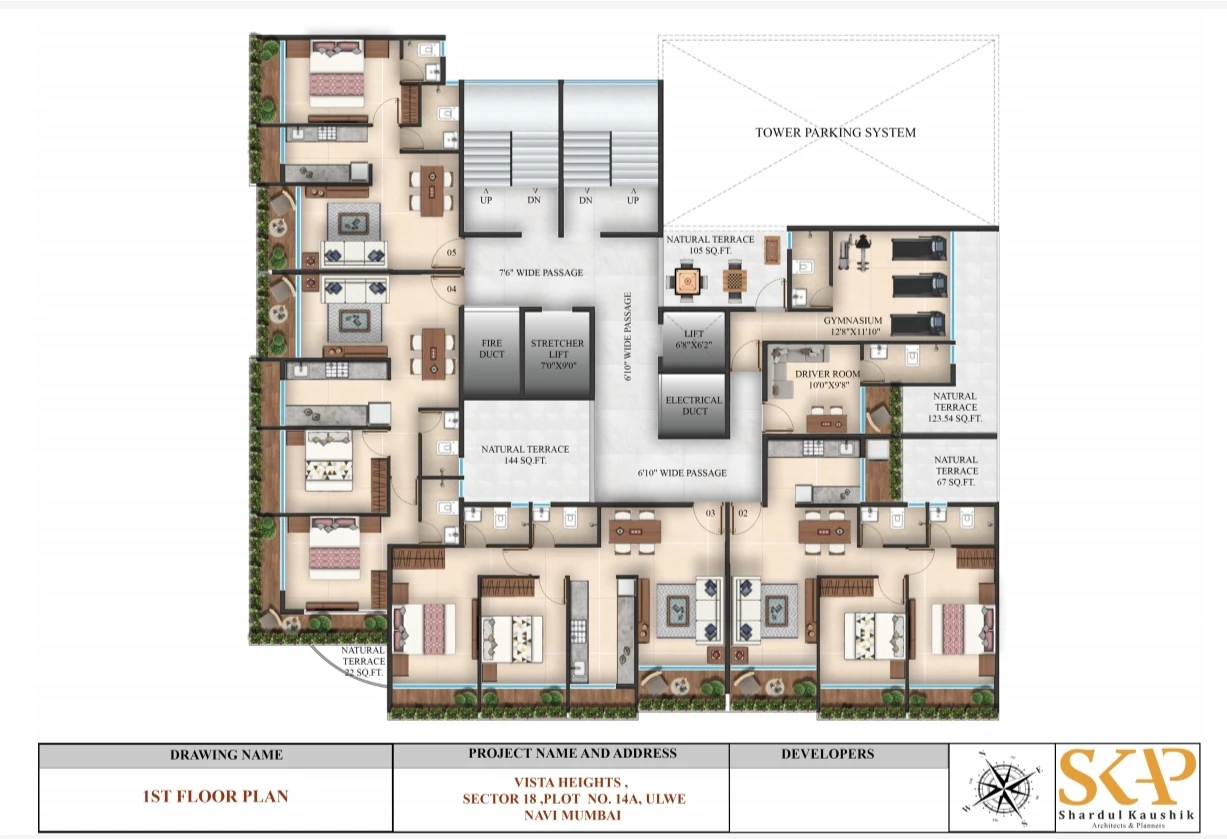 TOWER PARKING SYSTEM
UP
DN
DN
UP
NATURAL TERRACE
105 SQ.FT.
05
7'6" WIDE PASSAGE
04
6'10" WIDE PASSAGE
GYMNASIUM
12'8"X11'10"
FIRE
DUCT
STRETCHER
LIFT
7'0"X9'0"
LIFT
6'8"X6'2"
DRIVER ROOM
10'0"X9'8"
ELECTRICAL
DUCT
NATURAL
TERRACE
123.54 SQ.FT.
NATURAL TERRACE
144 SQ.FT.
6'10" WIDE PASSAGE
NATURAL
TERRACE
67 SQ.FT.
03
02
NATURAL
TERRACE
22 SQ.FT.
DRAWING NAME
1ST FLOOR PLAN
PROJECT NAME AND ADDRESS
VISTA HEIGHTS ,
SECTOR 18 ,PLOT NO. 14A, ULWE
NAVI MUMBAI
DEVELOPERS
S
E
W
N
SKAP
Shardul Kaushik
Architects & Planners